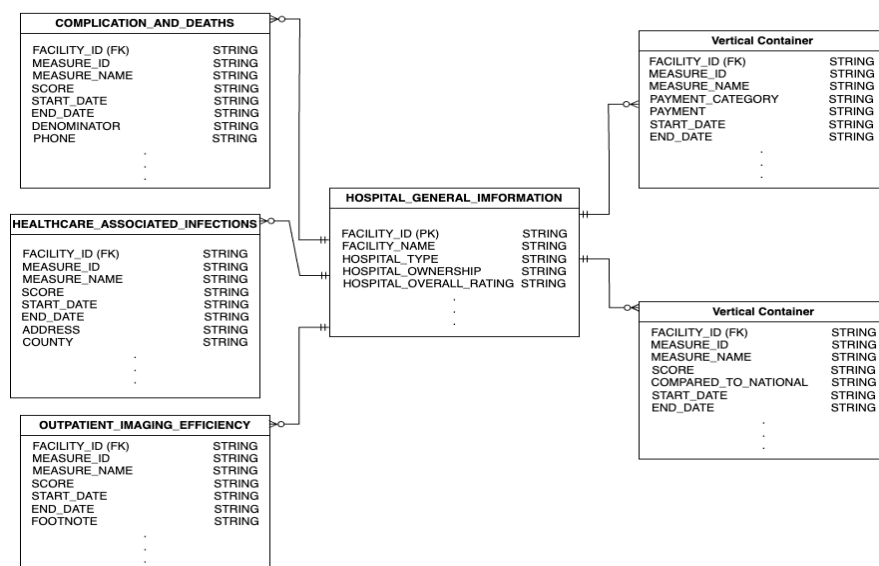 COMPLICATION_AND_DEATHS
FACILITY_ID (FK) STRING
MEASURE_ID STRING
MEASURE_NAME STRING
SCORE STRING
START_DATE STRING
END_DATE STRING
DENOMINATOR STRING
PHONE STRING
.
.
.
HEALTHCARE_ASSOCIATED_INFECTIONS
FACILITY_ID (FK) STRING
MEASURE_ID STRING
MEASURE_NAME STRING
SCORE STRING
START_DATE STRING
END_DATE STRING
ADDRESS STRING
COUNTY STRING
.
.
.
OUTPATIENT_IMAGING_EFFICIENCY
FACILITY_ID (FK) STRING
MEASURE_ID STRING
MEASURE_NAME STRING
SCORE STRING
START_DATE STRING
END_DATE STRING
FOOTNOTE STRING
.
.
.
HOSPITAL_GENERAL_IMFORMATION
FACILITY_ID (PK) STRING
FACILITY_NAME STRING
HOSPITAL_TYPE STRING
HOSPITAL_OWNERSHIP STRING
HOSPITAL_OVERALL_RATING STRING
.
.
.
Vertical Container
FACILITY_ID (FK) STRING
MEASURE_ID STRING
MEASURE_NAME STRING
PAYMENT_CATEGORY STRING
PAYMENT STRING
START_DATE STRING
END_DATE STRING
.
.
.
Vertical Container
FACILITY_ID (FK) STRING
MEASURE_ID STRING
MEASURE_NAME STRING
SCORE STRING
COMPARED_TO_NATIONAL STRING
START_DATE STRING
END_DATE STRING
.
.
.